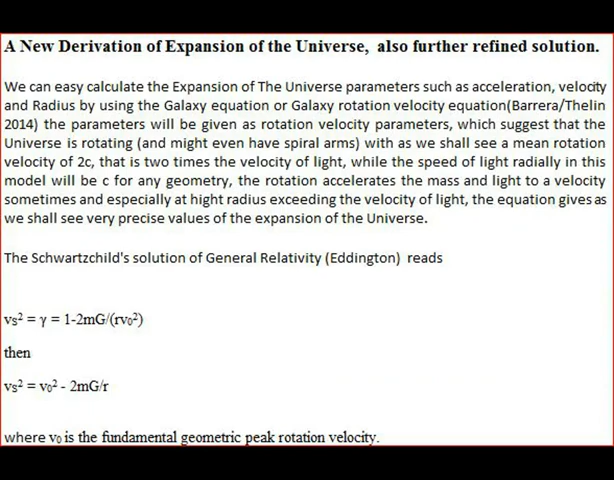 A New Derivation of Expansion of the Universe,  also further refined solution.
We can easy calculate the Expansion of The Universe parameters such as acceleration, velocity
and Radius by using the Galaxy equation or Galaxy rotation velocity equation(Barrera/Thelin
2014) the parameters will be given as rotation velocity parameters, which suggest that the
Universe is rotating (and might even have spiral arms) with as we shall see a mean rotation
velocity of 2c, that is two times the velocity of light, while the speed of light radially in this
model will be c for any geometry, the rotation accelerates the mass and light to a velocity
sometimes and especially at hight radius exceeding the velocity of light, the equation gives as
we shall see very precise values of the expansion of the Universe.
The Schwartzchild's solution of General Relativity (Eddington)  reads
vs² = γ = 1-2mG/(rv₀²)
then
vs² = v₀² - 2mG/r
where v₀ is the fundamental geometric peak rotation velocity.